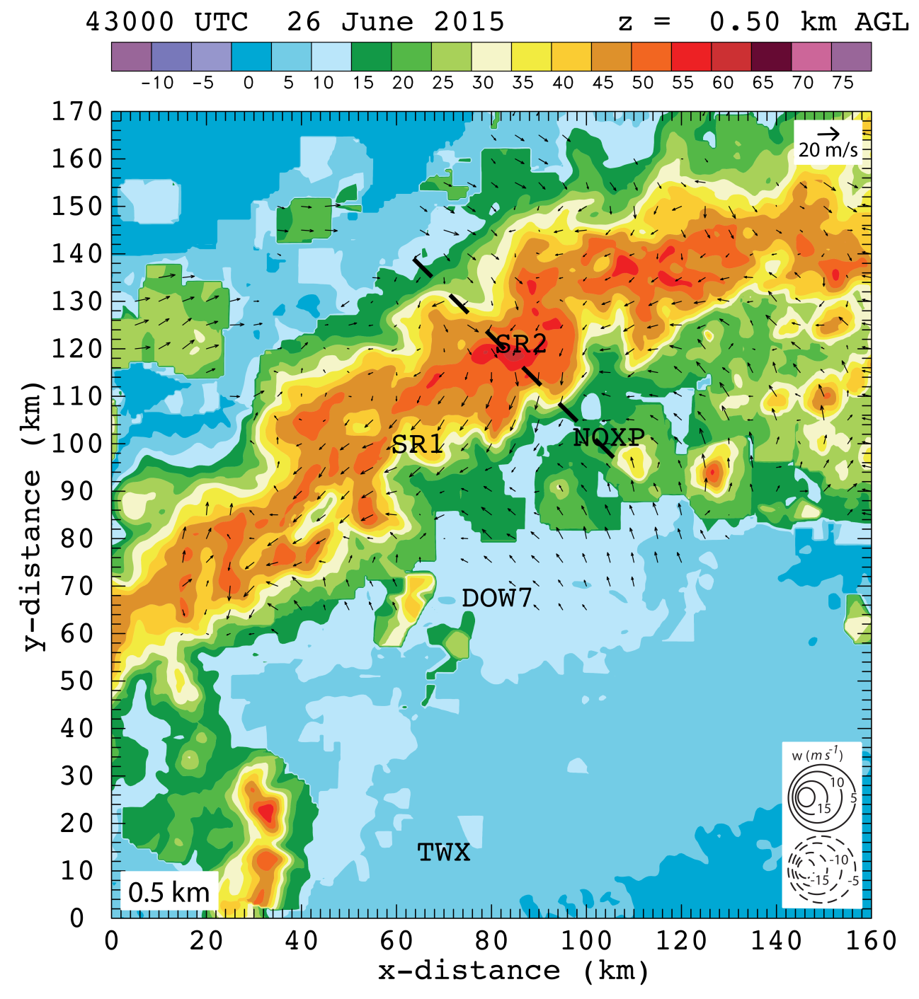 43000 UTC 26 June 2015 z = 0.50 km AGL
-10 -5 0 5 10 15 20 25 30 35 40 45 50 55 60 65 70 75
170
160
150
140
130
120
110
100
90
80
70
60
50
40
30
20
10
0
y-distance (km)
20 m/s
SR2
NQXP
SR1
DOW7
TWX
w (m s-1)
10
5
15
-10
-15
-5
0.5 km
0 20 40 60 80 100 120 140 160
x-distance (km)